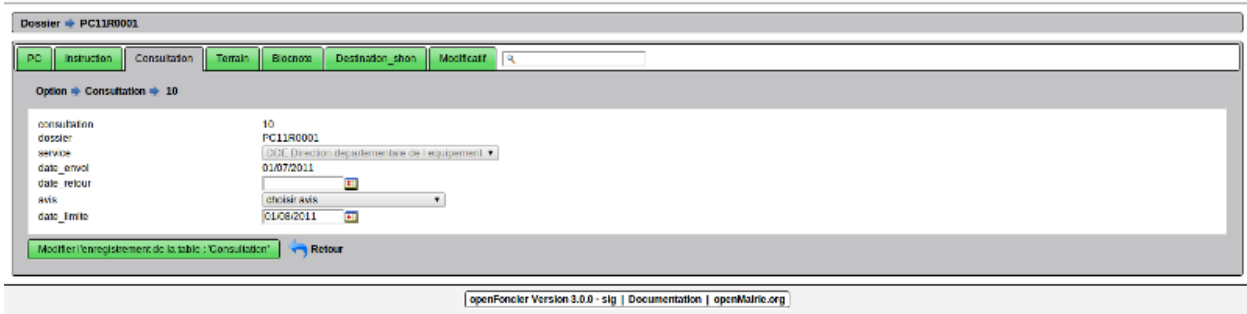 Dossier PC11R0001
PC Instruction Consultation Terrain Blocnote Destination_shon Modificatif
Option Consultation 10
consultation 10
dossier PC11R0001
service DDE Direction departementale de l equipement
date_envoi 01/07/2011
date_retour
avis choisir avis
date_limite 01/08/2011
Modifier l'enregistrement de la table : 'Consultation' Retour
openFoncier Version 3.0.0 - sig | Documentation | openMairie.org